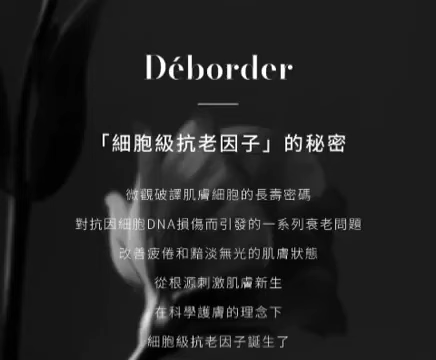 Déborder
「細胞級抗老因子」的秘密
微觀破譯肌膚細胞的長壽密碼
對抗因細胞DNA損傷而引發的一系列衰老問題
改善疲倦和黯淡無光的肌膚狀態
從根源刺激肌膚新生
在科學護膚的理念下
細胞級抗老因子誕生了